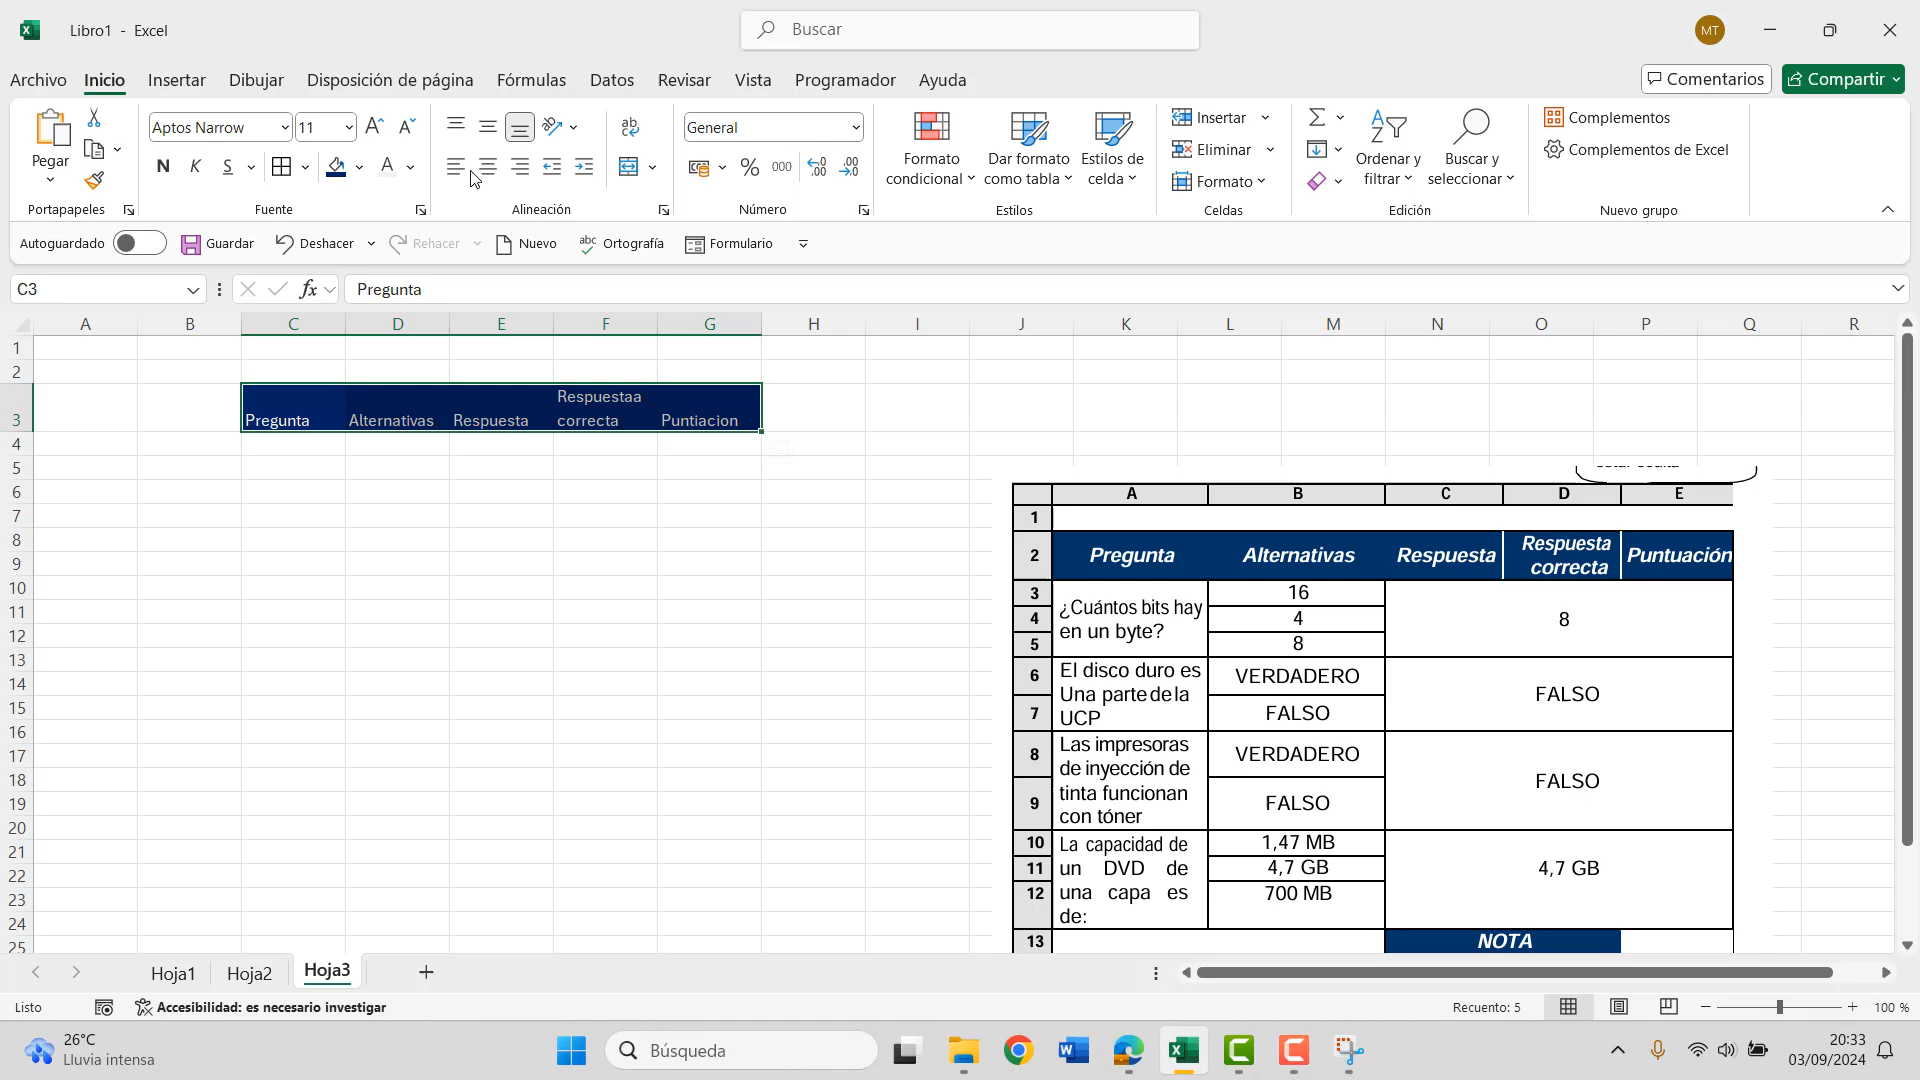 Libro1 - Excel
Buscar
MT
Archivo Inicio Insertar Dibujar Disposición de página Fórmulas Datos Revisar Vista Programador Ayuda
Comentarios Compartir
Pegar
Portapapeles
Aptos Narrow 11
N K S
Fuente
Alineación
General
% 000
Número
Formato condicional
Dar formato como tabla
Estilos de celda
Estilos
Insertar
Eliminar
Formato
Celdas
Ordenar y filtrar
Buscar y seleccionar
Edición
Complementos
Complementos de Excel
Nuevo grupo
Autoguardado Guardar Deshacer Rehacer Nuevo Ortografía Formulario
C3 fx Pregunta
A B C D E F G H I J K L M N O P Q R
1
2
3 Pregunta Alternativas Respuesta Respuestaa correcta Puntiacion
4
5
6
7
8
9
10
11
12
13
14
15
16
17
18
19
20
21
22
23
24
25
A B C D E
1
2 Pregunta Alternativas Respuesta Respuesta correcta Puntuación
3 ¿Cuántos bits hay 16
4 en un byte? 4 8
5 8
6 El disco duro es VERDADERO
Una parte de la FALSO
7 UCP FALSO
8 Las impresoras VERDADERO
de inyección de FALSO
9 tinta funcionan FALSO
con tóner
10 La capacidad de 1,47 MB
11 un DVD de 4,7 GB 4,7 GB
12 una capa es 700 MB
de:
13 NOTA
Hoja1 Hoja2 Hoja3
Listo Accesibilidad: es necesario investigar Recuento: 5 100 %
26°C
Lluvia intensa
Búsqueda
20:33
03/09/2024